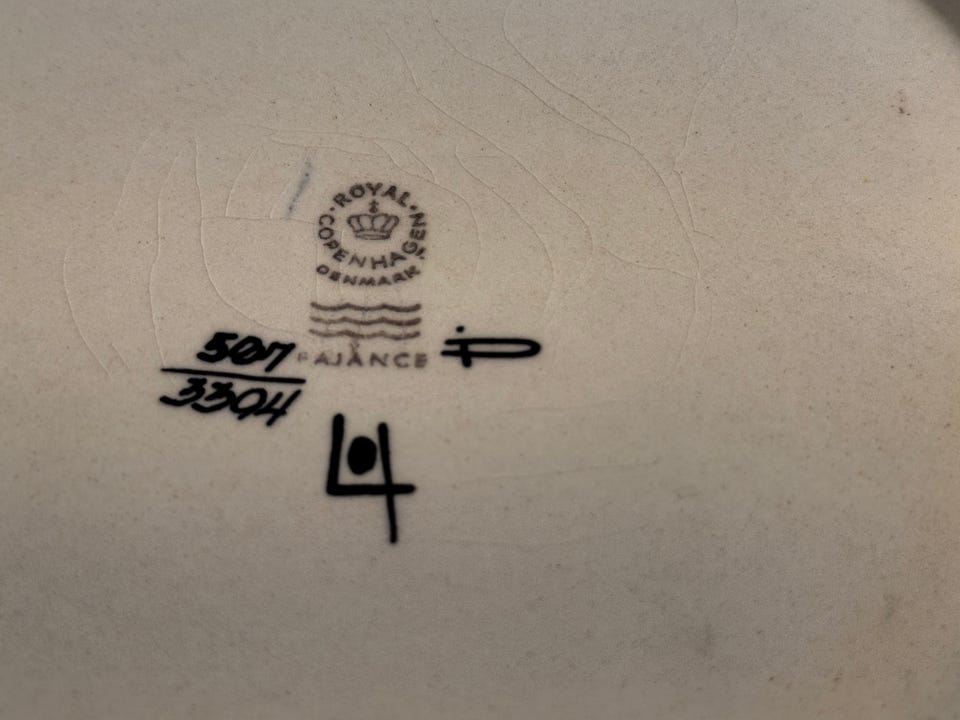 ROYAL
COPENHAGEN
DENMARK
FAJANCE
507
3304